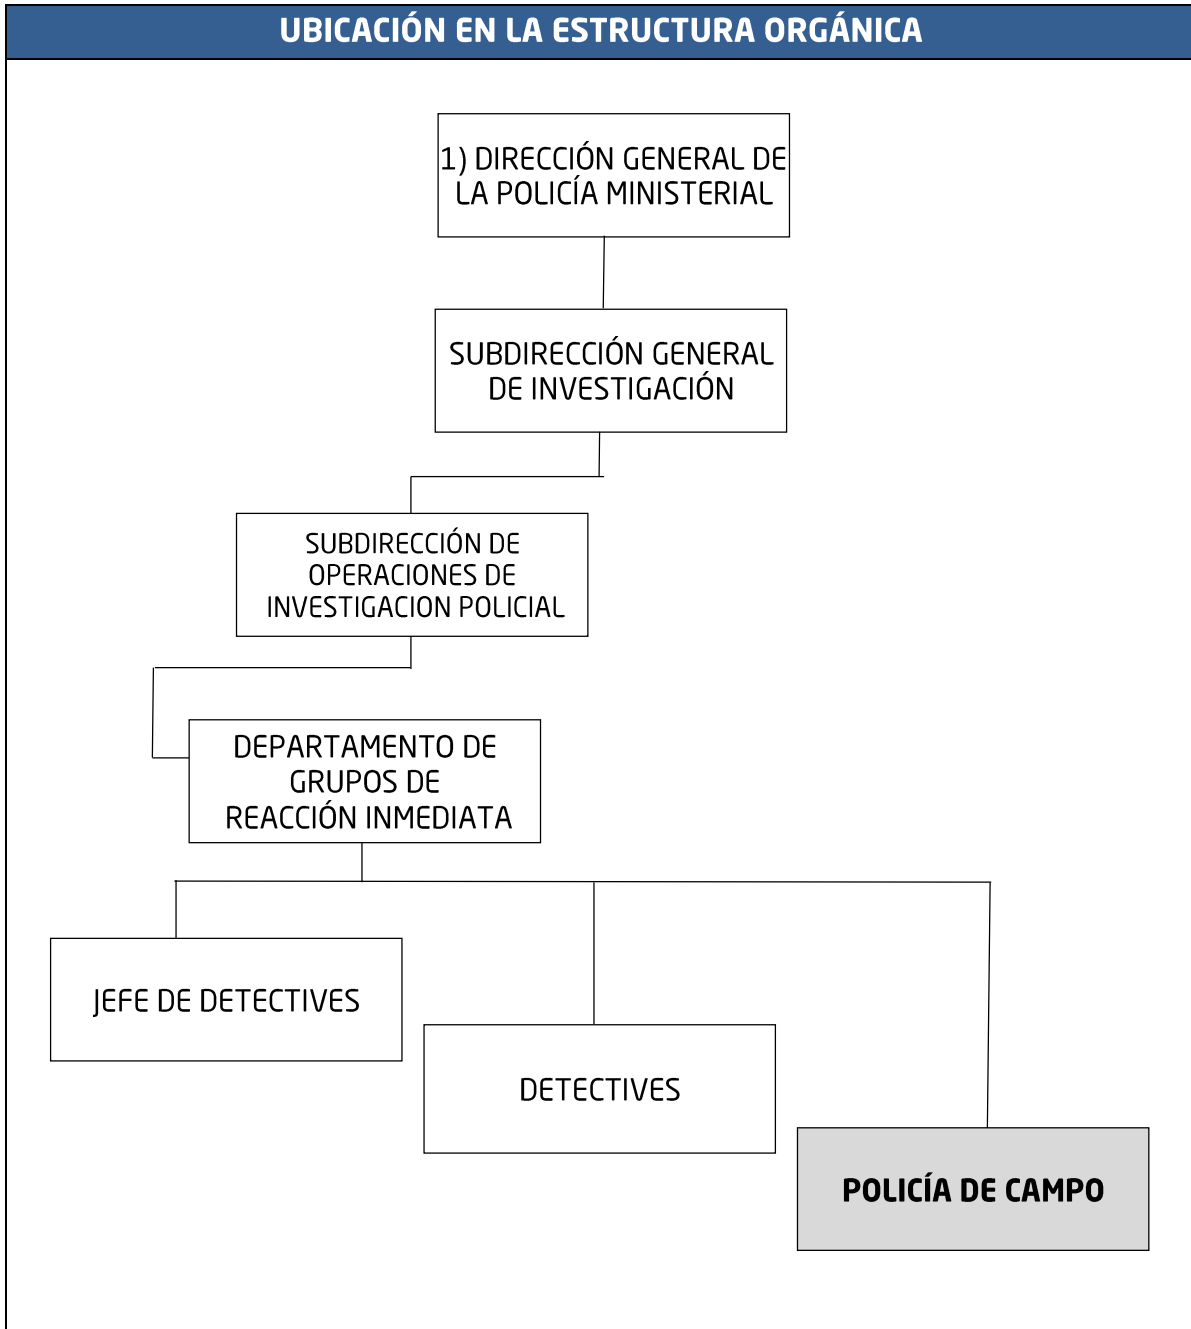 UBICACIÓN EN LA ESTRUCTURA ORGÁNICA
1) DIRECCIÓN GENERAL DE
LA POLICÍA MINISTERIAL
SUBDIRECCIÓN GENERAL
DE INVESTIGACIÓN
SUBDIRECCIÓN DE
OPERACIONES DE
INVESTIGACION POLICIAL
DEPARTAMENTO DE
GRUPOS DE
REACCIÓN INMEDIATA
JEFE DE DETECTIVES
DETECTIVES
POLICÍA DE CAMPO